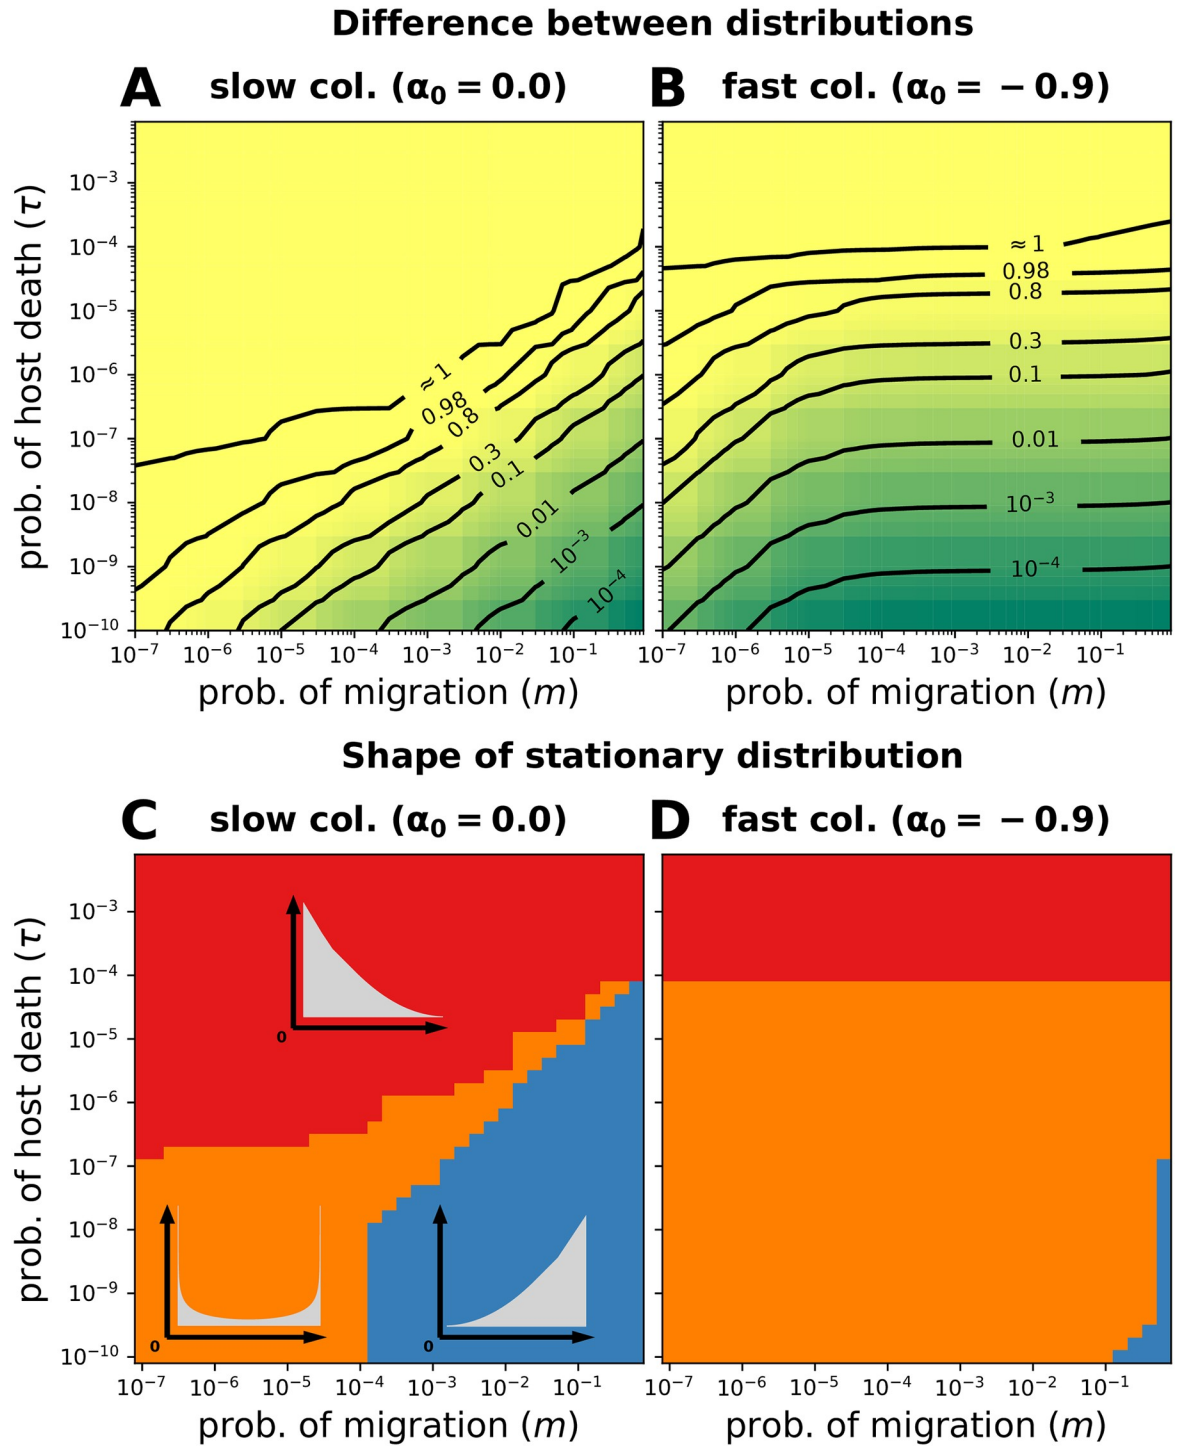 Difference between distributions
A slow col. (α₀ = 0.0)
B fast col. (α₀ = − 0.9)
prob. of host death (τ)
10⁻³
10⁻⁴
10⁻⁵
10⁻⁶
10⁻⁷
10⁻⁸
10⁻⁹
10⁻¹⁰
≈ 1
0.98
0.8
0.3
0.1
0.01
10⁻³
10⁻⁴
≈ 1
0.98
0.8
0.3
0.1
0.01
10⁻³
10⁻⁴
10⁻⁷ 10⁻⁶ 10⁻⁵ 10⁻⁴ 10⁻³ 10⁻² 10⁻¹
10⁻⁷ 10⁻⁶ 10⁻⁵ 10⁻⁴ 10⁻³ 10⁻² 10⁻¹
prob. of migration (m)
prob. of migration (m)
Shape of stationary distribution
C slow col. (α₀ = 0.0)
D fast col. (α₀ = − 0.9)
prob. of host death (τ)
10⁻³
10⁻⁴
10⁻⁵
10⁻⁶
10⁻⁷
10⁻⁸
10⁻⁹
10⁻¹⁰
0
0
0
10⁻⁷ 10⁻⁶ 10⁻⁵ 10⁻⁴ 10⁻³ 10⁻² 10⁻¹
10⁻⁷ 10⁻⁶ 10⁻⁵ 10⁻⁴ 10⁻³ 10⁻² 10⁻¹
prob. of migration (m)
prob. of migration (m)